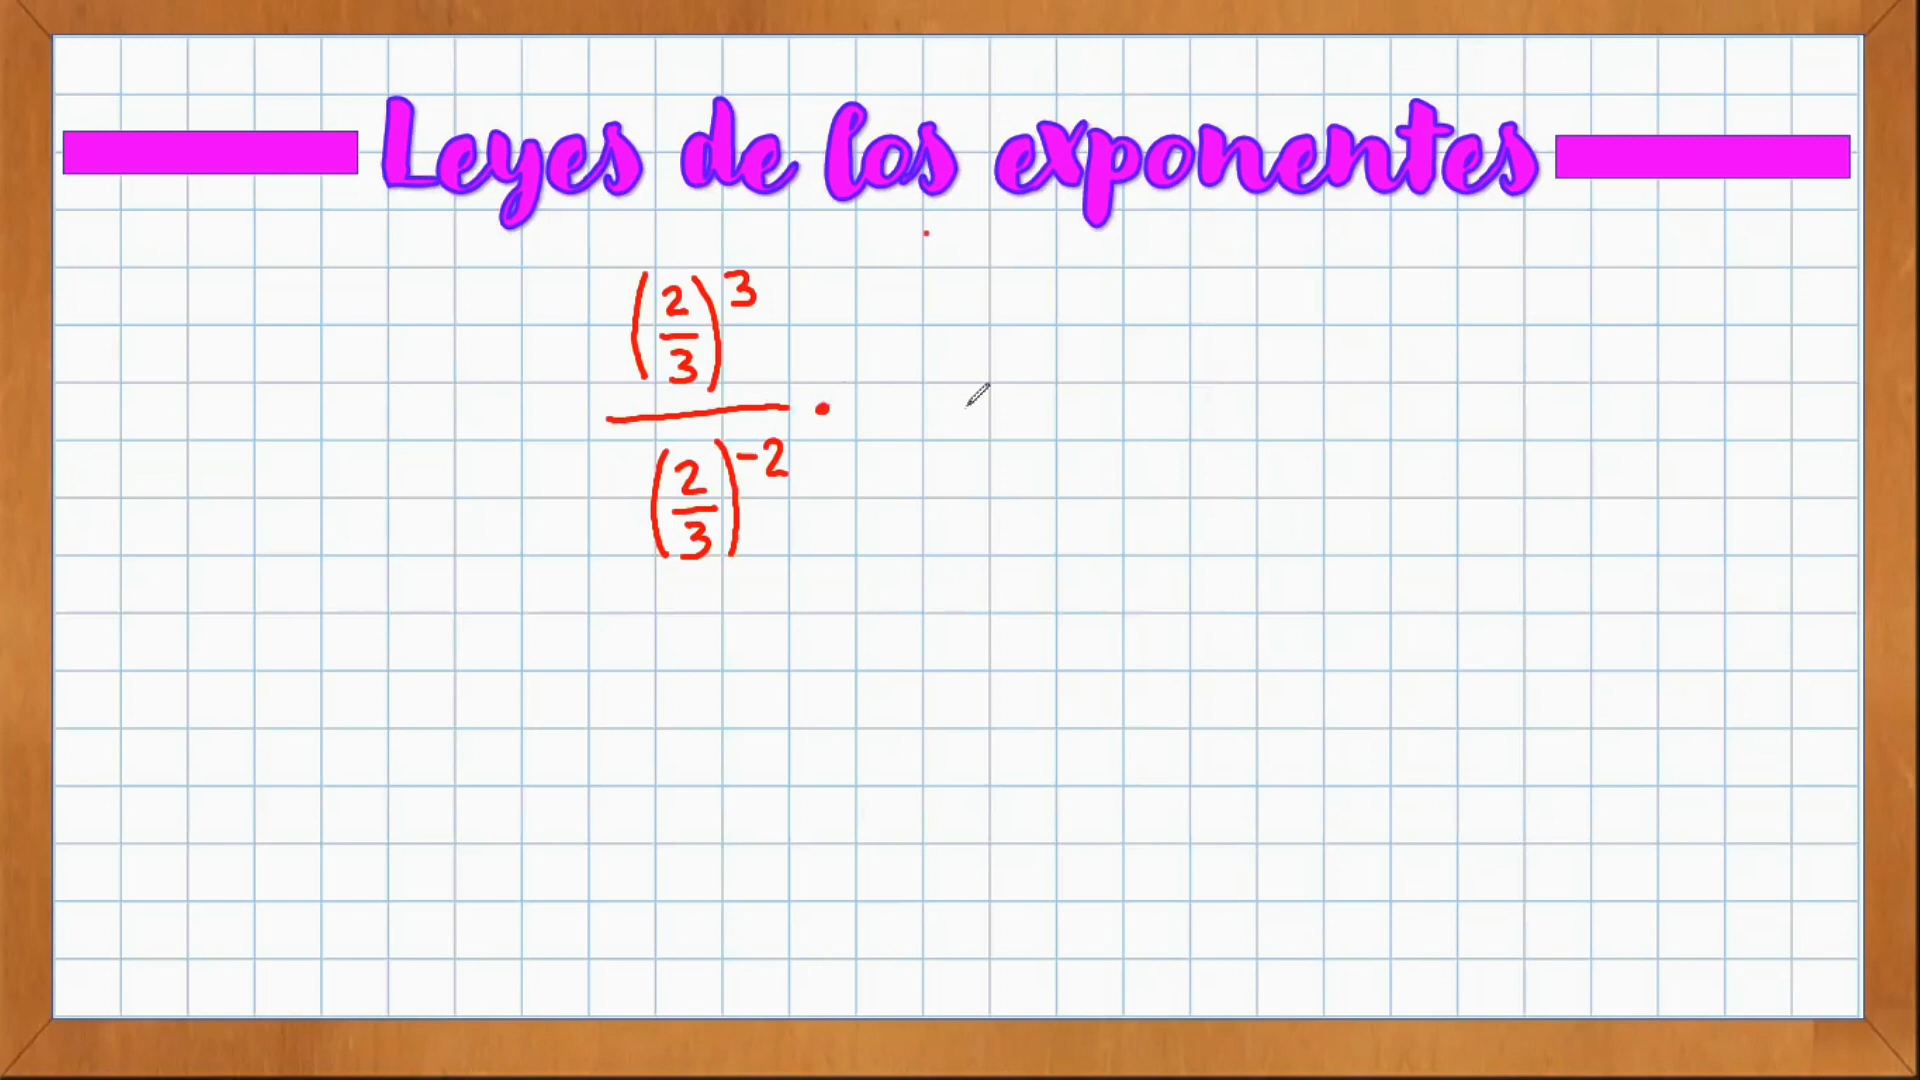 Leyes de los exponentes
(2/3)^3
(2/3)^-2 ·